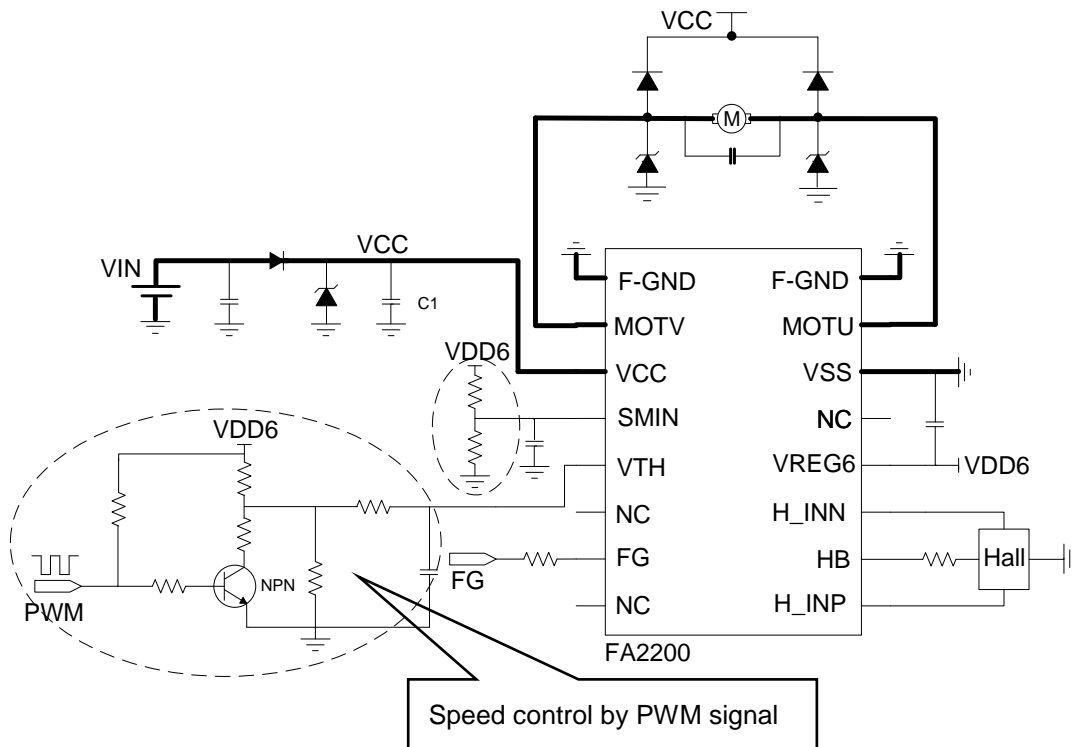 VCC
M
VCC
VIN
C1
F-GND
F-GND
MOTV
MOTU
VDD6
VCC
VSS
SMIN
NC
VDD6
VTH
VREG6
VDD6
NC
H_INN
FG
HB
Hall
PWM
NPN
FG
NC
H_INP
FA2200
Speed control by PWM signal